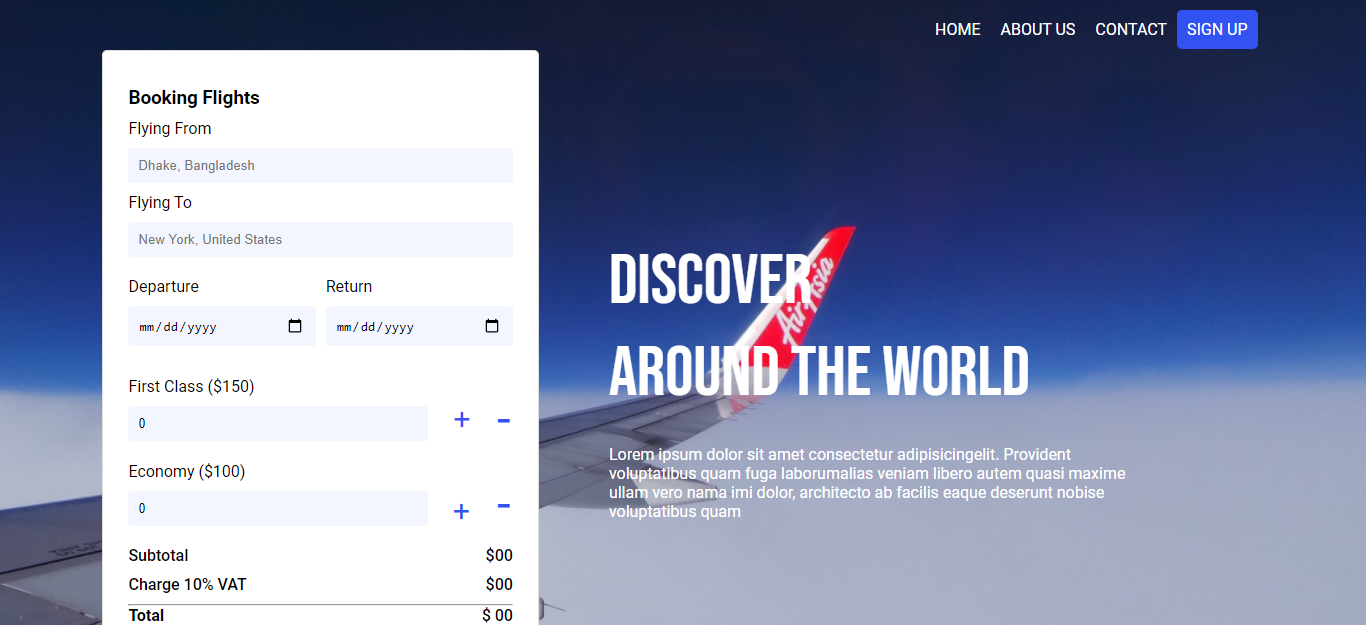 HOME ABOUT US CONTACT SIGN UP
Booking Flights
Flying From
Dhake, Bangladesh
Flying To
New York, United States
Departure Return
mm/dd/yyyy mm/dd/yyyy
First Class ($150)
0 + -
Economy ($100)
0 + -
Subtotal $00
Charge 10% VAT $00
Total $ 00
DISCOVER
AROUND THE WORLD
AirAsia
Lorem ipsum dolor sit amet consectetur adipisicingelit. Provident
voluptatibus quam fuga laborumalias veniam libero autem quasi maxime
ullam vero nama imi dolor, architecto ab facilis eaque deserunt nobise
voluptatibus quam